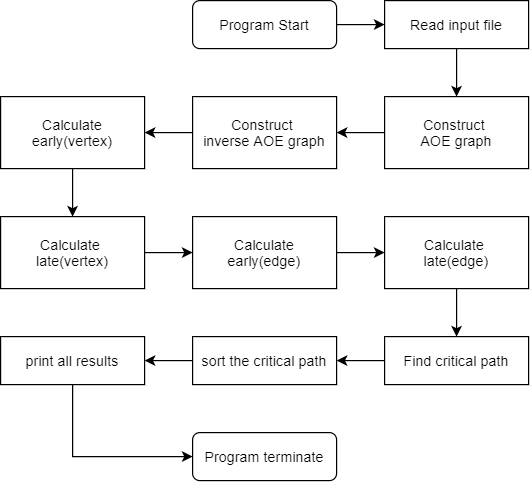 Program Start
Read input file
Calculate
early(vertex)
Construct
inverse AOE graph
Construct
AOE graph
Calculate
late(vertex)
Calculate
early(edge)
Calculate
late(edge)
print all results
sort the critical path
Find critical path
Program terminate